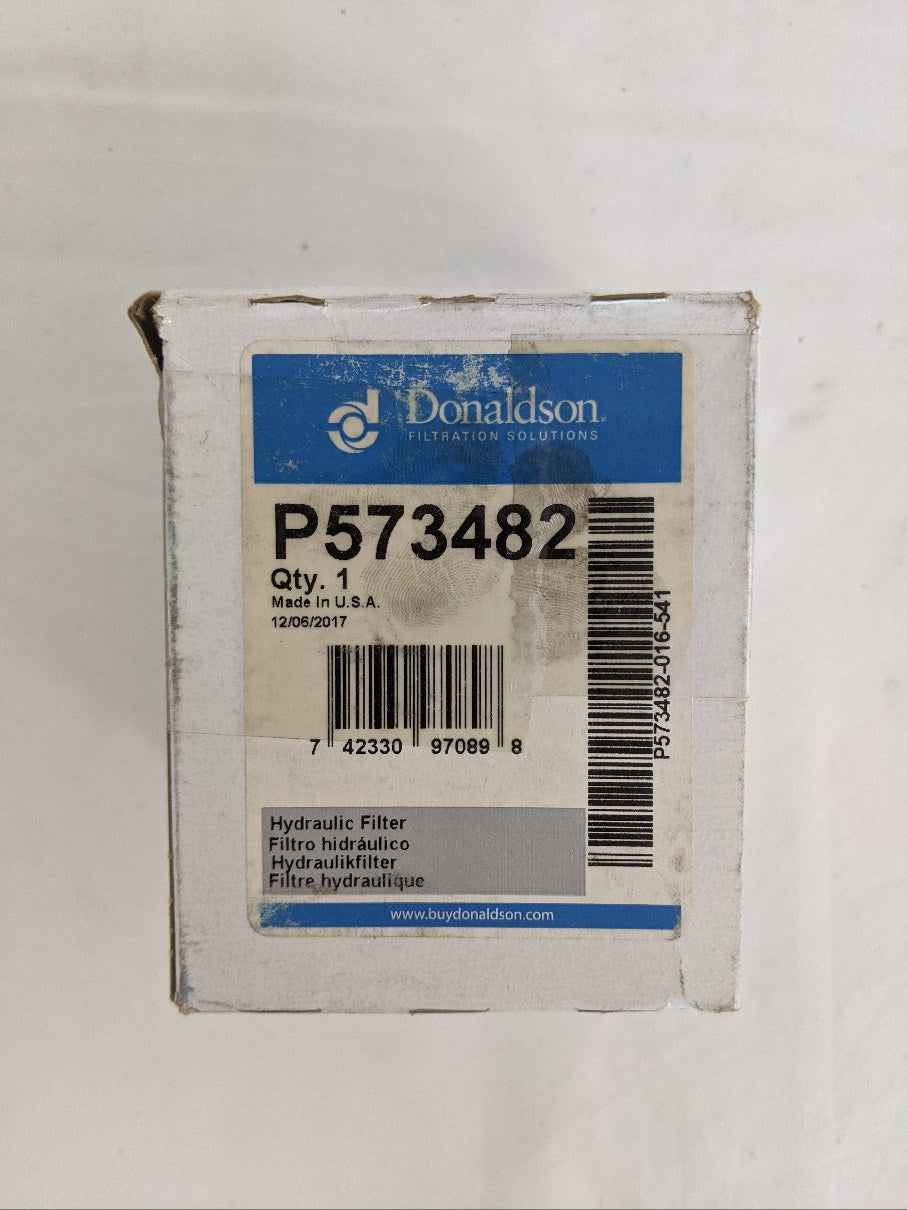 Donaldson®
FILTRATION SOLUTIONS
P573482
Qty. 1
Made In U.S.A.
12/06/2017
7 42330 97089 8
P573482-016-541
Hydraulic Filter
Filtro hidráulico
Hydraulikfilter
Filtre hydraulique
www.buydonaldson.com